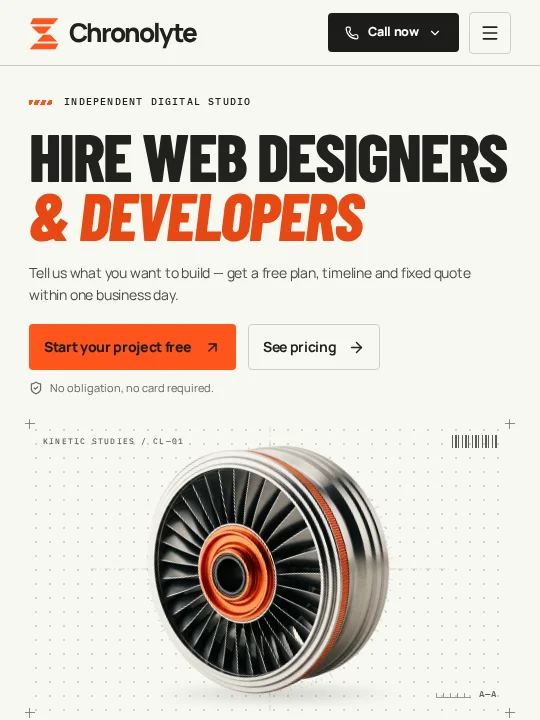 Chronolyte
Call now
INDEPENDENT DIGITAL STUDIO
HIRE WEB DESIGNERS
& DEVELOPERS
Tell us what you want to build — get a free plan, timeline and fixed quote
within one business day.
Start your project free
See pricing
No obligation, no card required.
KINETIC STUDIES / CL—01
A—A